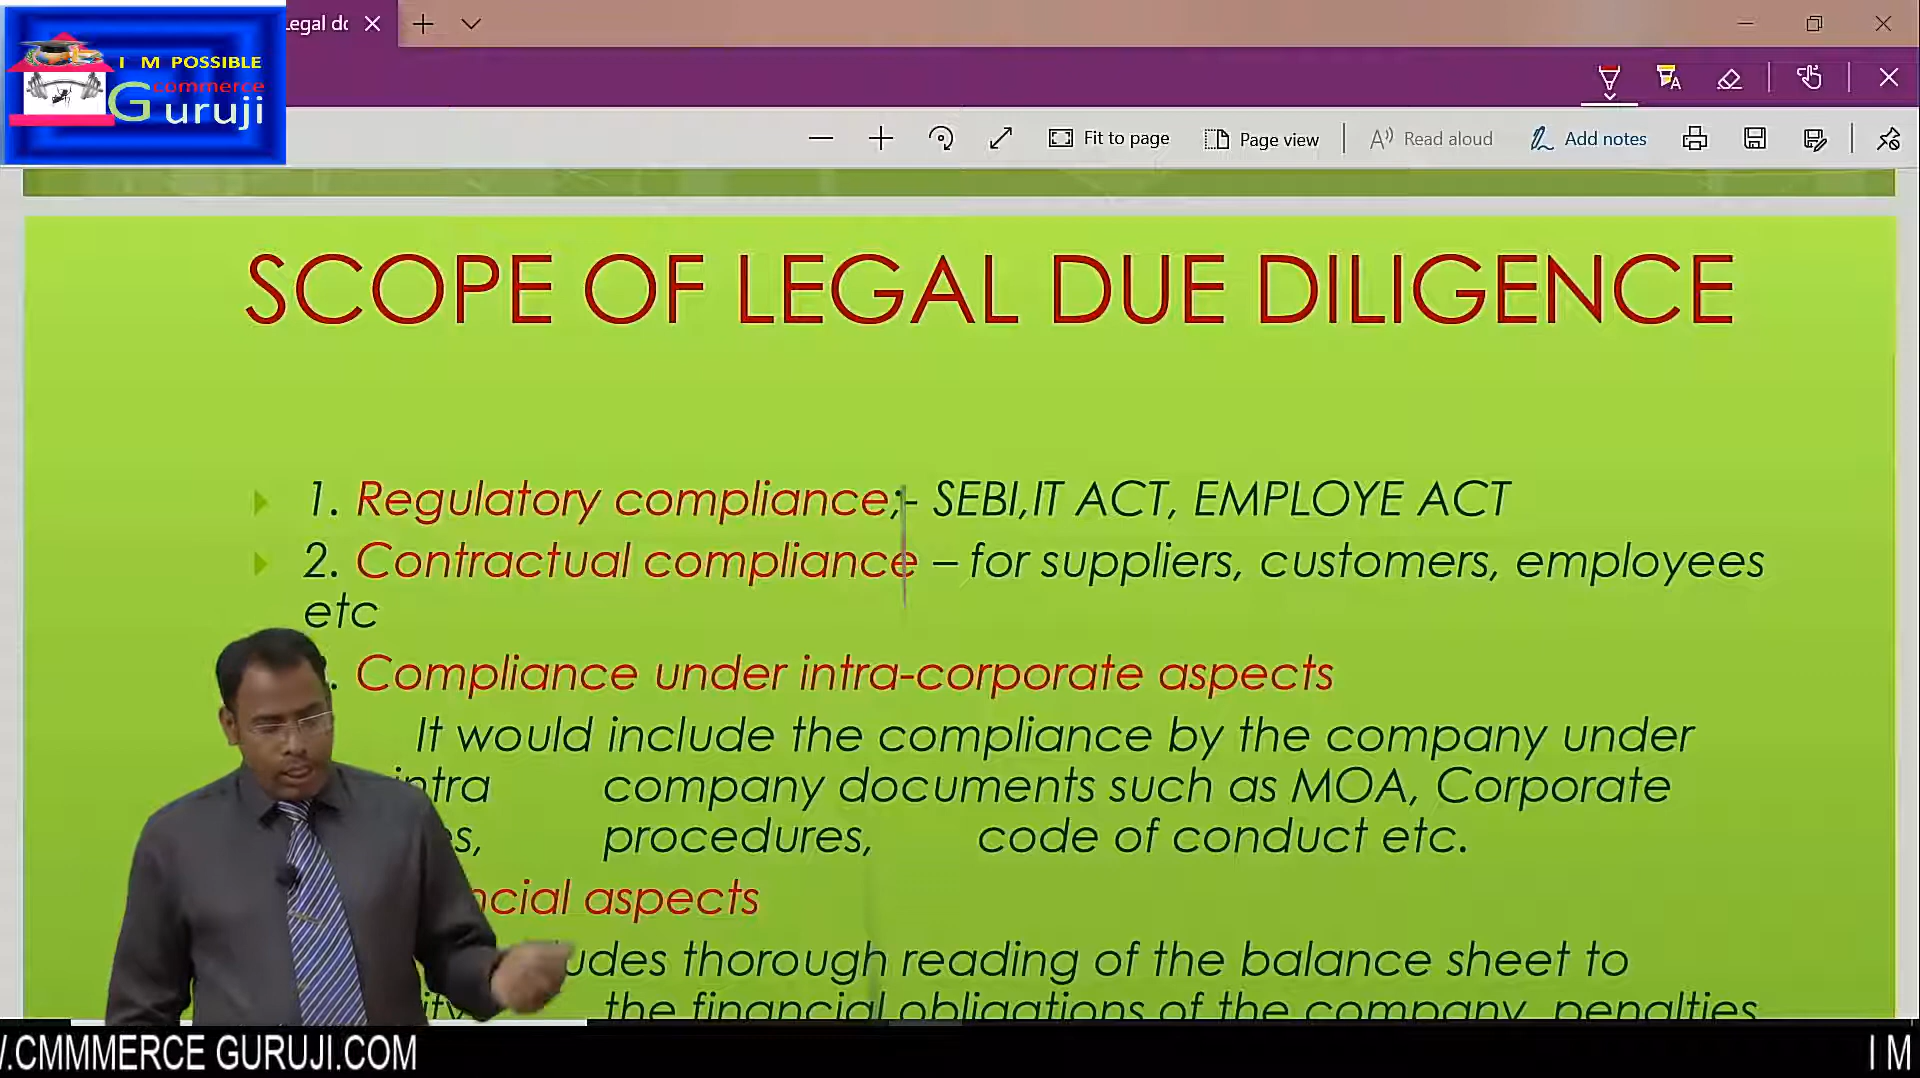 Legal do
I M POSSIBLE
commerce
Guruji
Fit to page
Page view
Read aloud
Add notes
SCOPE OF LEGAL DUE DILIGENCE
1. Regulatory compliance;- SEBI,IT ACT, EMPLOYE ACT
2. Contractual compliance – for suppliers, customers, employees
etc
. Compliance under intra-corporate aspects
It would include the compliance by the company under
intra company documents such as MOA, Corporate
procedures, code of conduct etc.
aspects
thorough reading of the balance sheet to
the financial obligations of the company, penalties
.CMMMERCE GURUJI.COM
I M